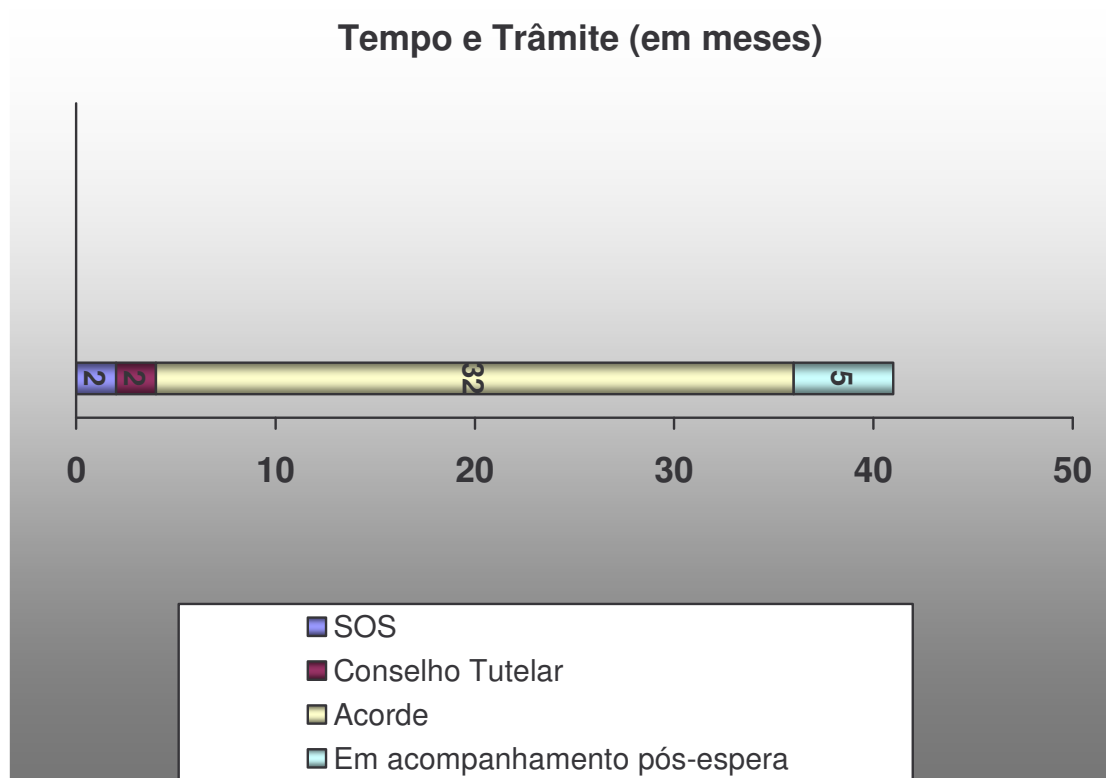 Tempo e Trâmite (em meses)
2 2 32 5
0 10 20 30 40 50
SOS
Conselho Tutelar
Acorde
Em acompanhamento pós-espera